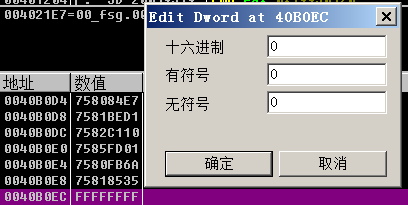 004021E7=00_fsg.00
Edit Dword at 40B0EC
十六进制 0
有符号 0
无符号 0
确定 取消
地址 数值
0040B0D4 758084E7
0040B0D8 7581BED1
0040B0DC 7582C110
0040B0E0 7585FD01
0040B0E4 7580FB6A
0040B0E8 75818535
0040B0EC FFFFFFFF